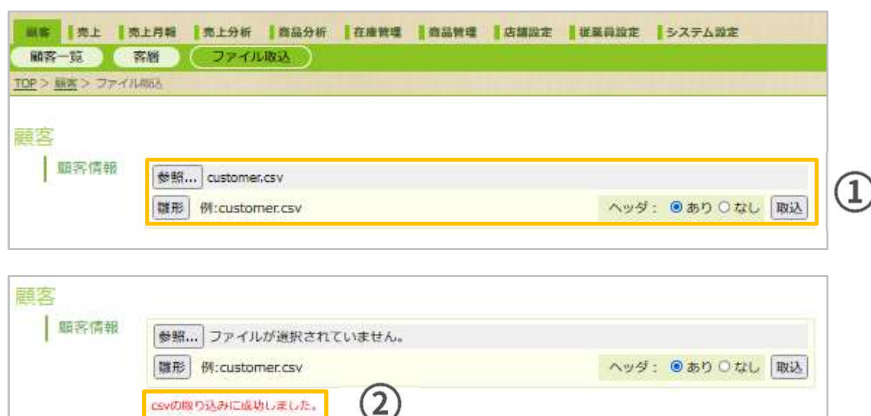 顧客 売上 売上月報 売上分析 商品分析 在庫管理 商品管理 店舗設定 従業員設定 システム設定
顧客一覧 客層 ファイル取込
TOP > 顧客 > ファイル取込
顧客
顧客情報
参照... customer.csv
雛形 例:customer.csv ヘッダ： あり なし 取込
①
顧客
顧客情報
参照... ファイルが選択されていません。
雛形 例:customer.csv ヘッダ： あり なし 取込
csvの取り込みに成功しました。
②